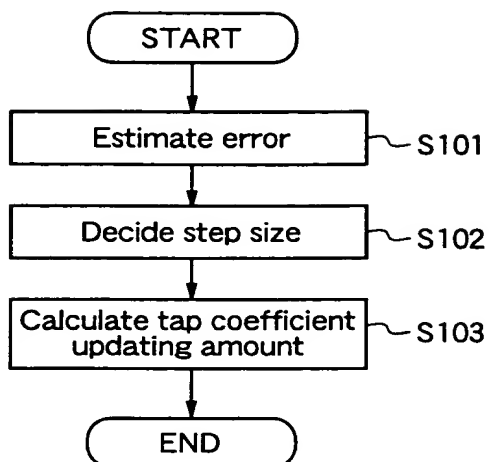 START
Estimate error
S101
Decide step size
S102
Calculate tap coefficient
updating amount
S103
END